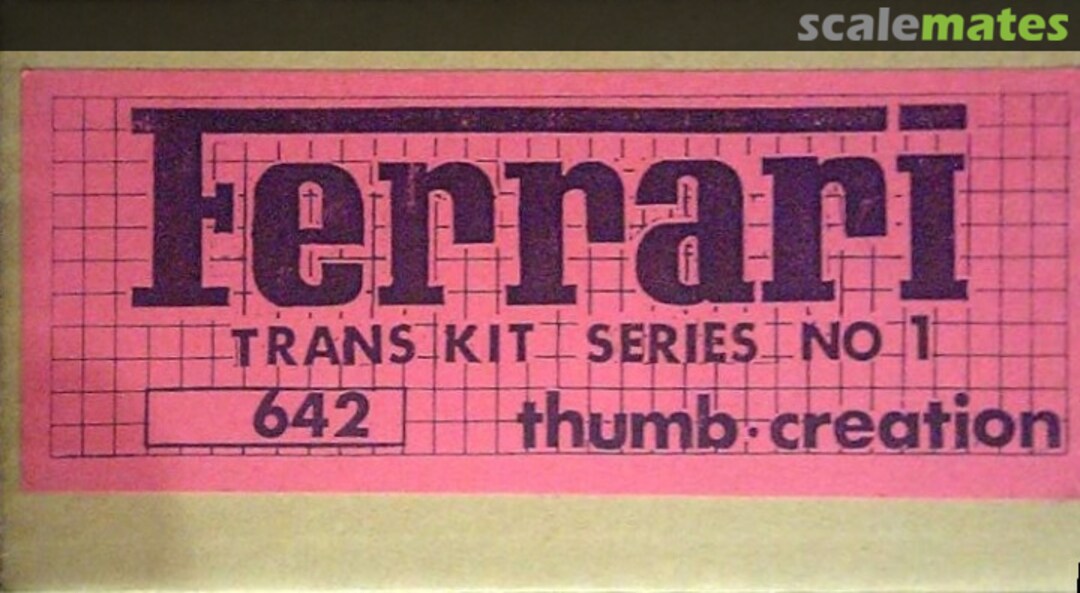 scalemates
Ferrari
TRANS KIT SERIES NO 1
642
thumb·creation